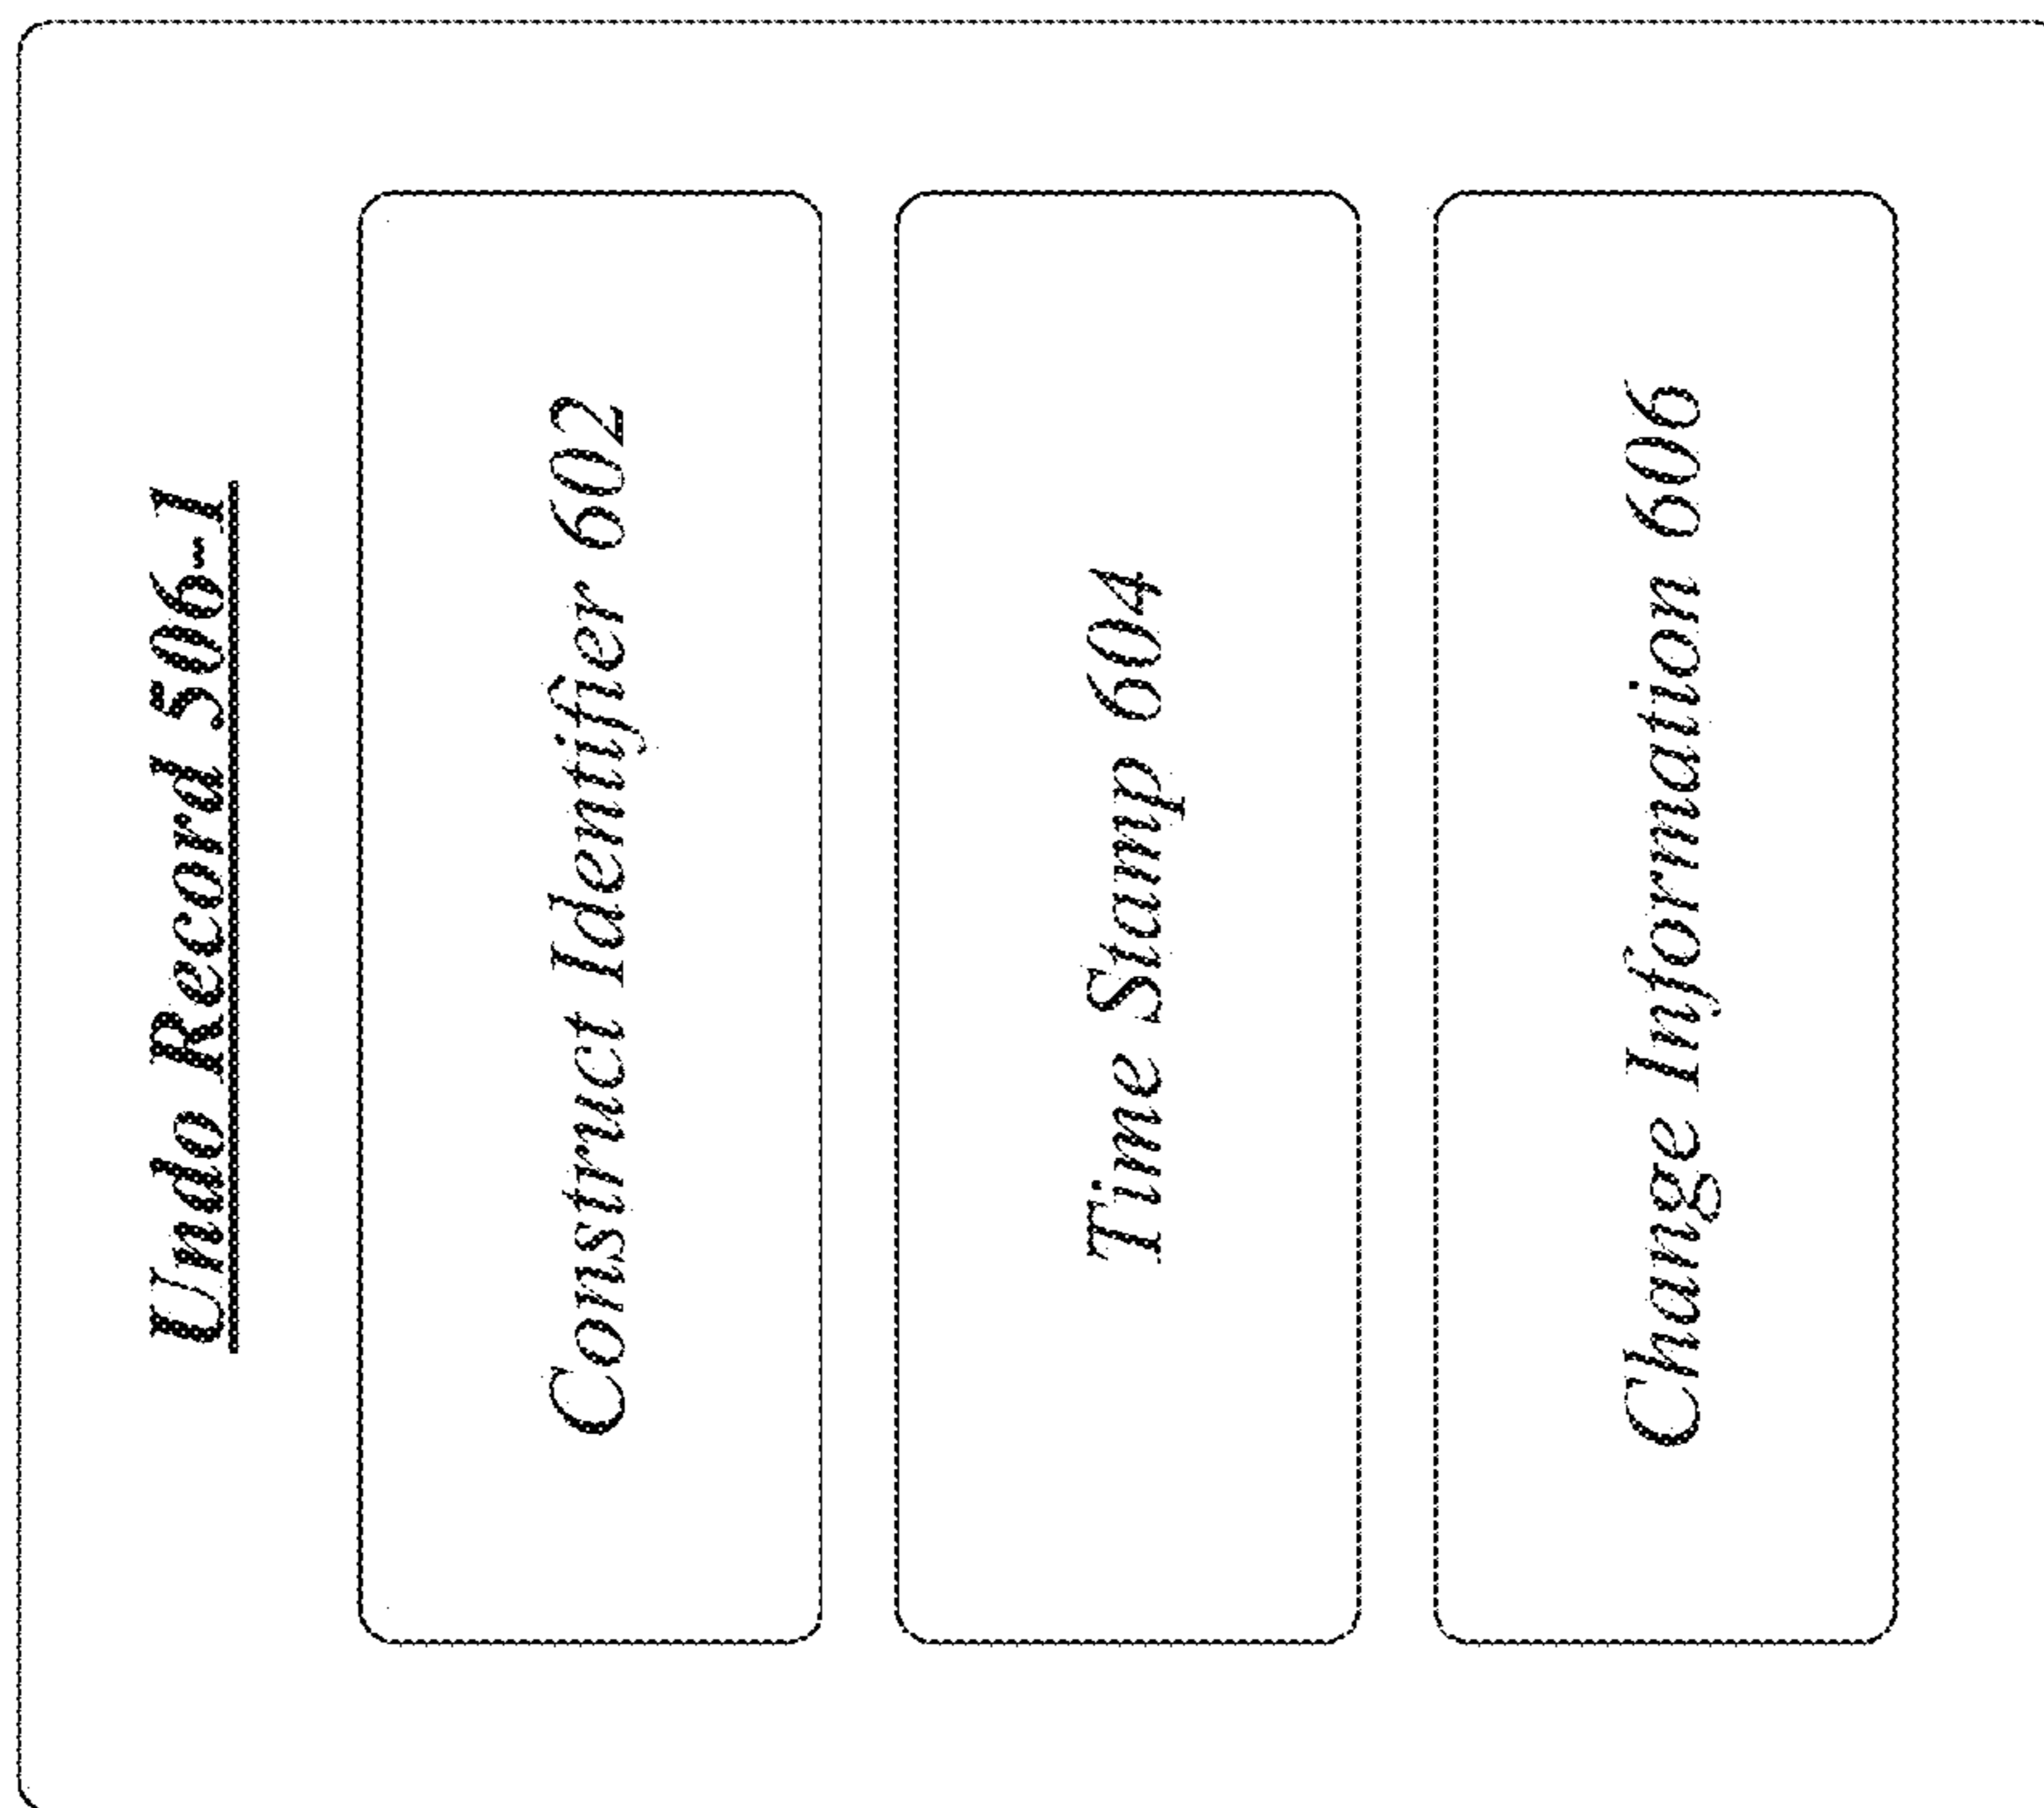 Undo Record 506-1
Construct Identifier 602
Time Stamp 604
Change Information 606